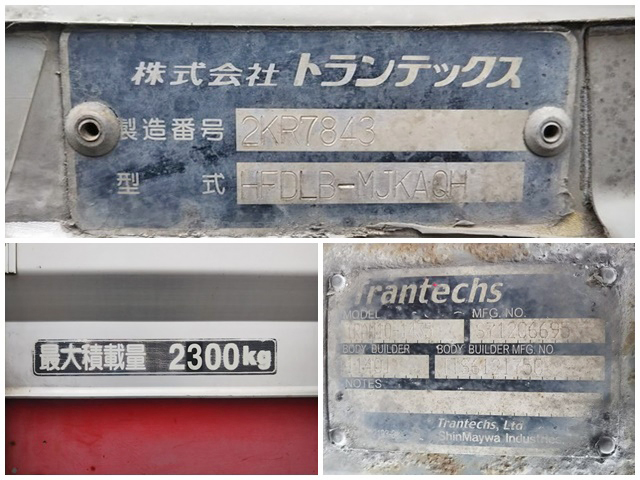 株式会社 トランテックス
製造番号 2KR7843
型式 HFDLB-MJKAQH
最大積載量 2300kg
Trantechs
MODEL MFG. NO.
BODY BUILDER BODY BUILDER MFG. NO
NOTES
Trantechs, Ltd
ShinMaywa Industries